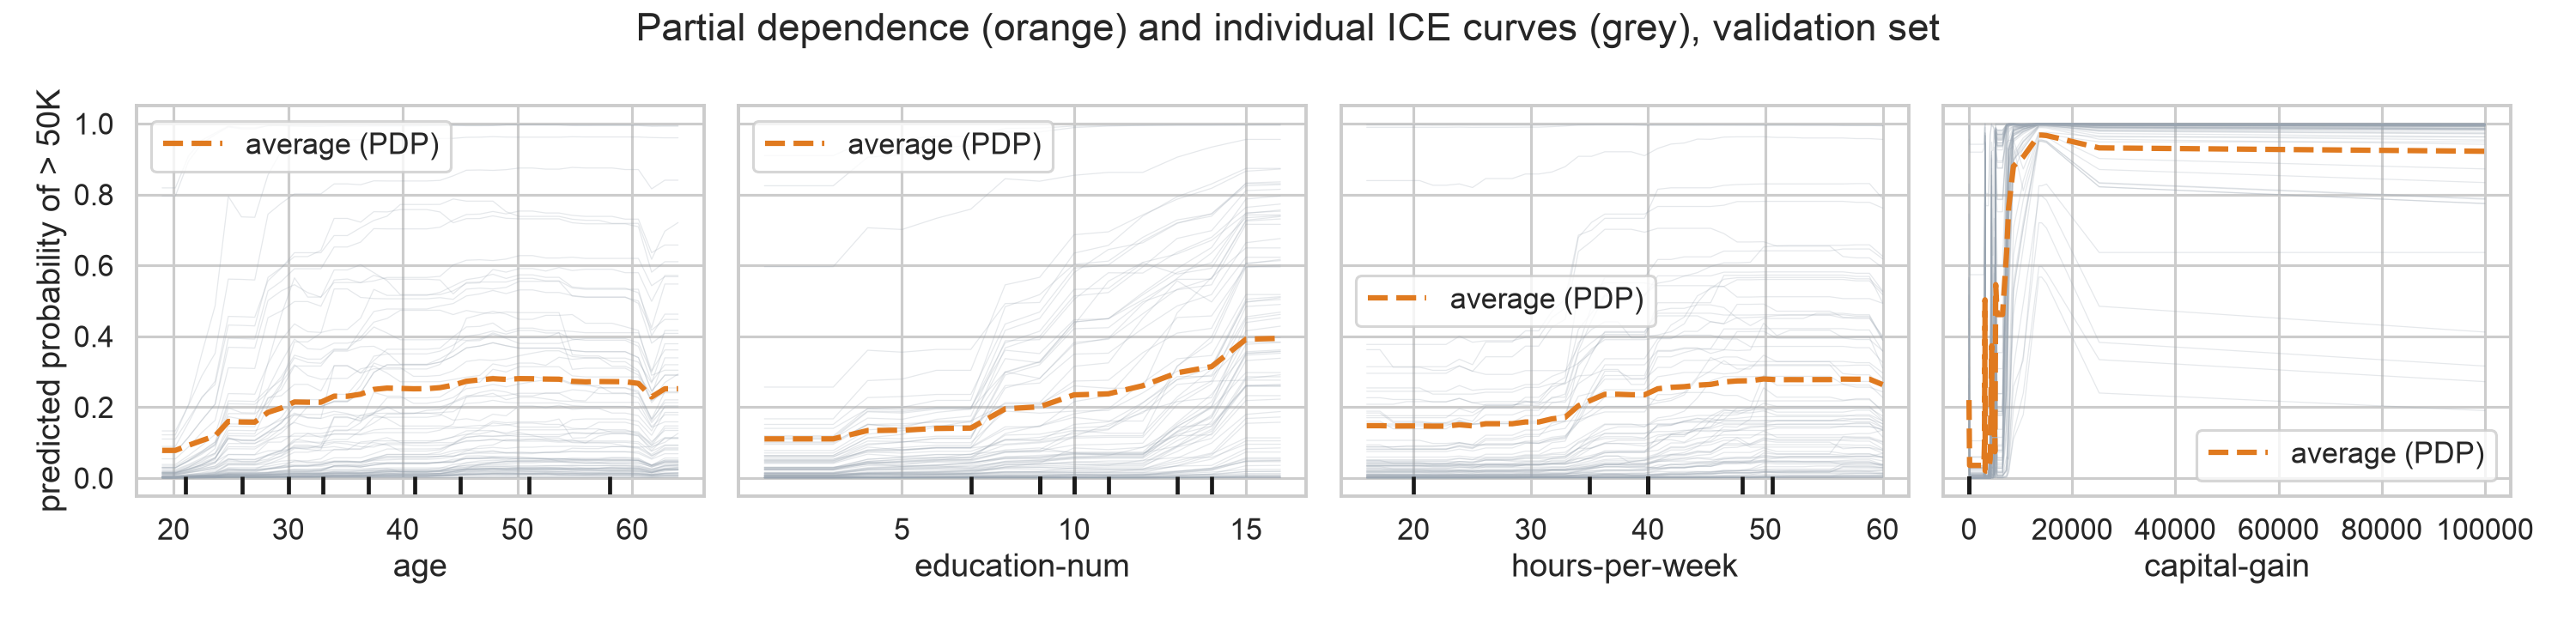 Partial dependence (orange) and individual ICE curves (grey), validation set
predicted probability of > 50K
1.0
0.8
0.6
0.4
0.2
0.0
average (PDP)
20 30 40 50 60
age
average (PDP)
5 10 15
education-num
average (PDP)
20 30 40 50 60
hours-per-week
average (PDP)
0 20000 40000 60000 80000 100000
capital-gain